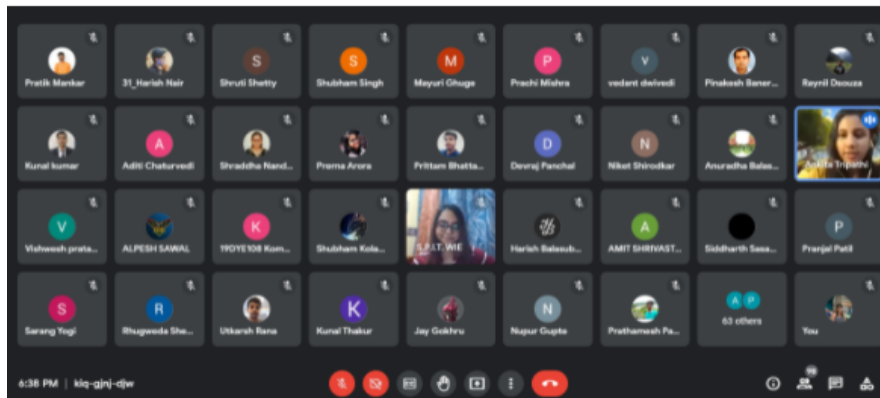 Pratik Mankar
31_Harish Nair
Shruti Shetty
S
Shubham Singh
S
Mayuri Ghuge
M
Prachi Mishra
P
vedant dwivedi
v
Pinakesh Baner...
Raynil Dsouza
Kunal kumar
Aditi Chaturvedi
A
Shraddha Nand...
Prerna Arora
Prittam Bhatta...
Devraj Panchal
D
Niket Shirodkar
N
Anuradha Balas...
Ankita Tripathi
Vishwesh prata...
V
ALPESH SAWAL
19DYE108 Kom...
K
Shubham Kola...
S.P.I.T. WIE
Harish Balasub...
AMIT SHRIVAST...
A
Siddharth Sasa...
Pranjal Patil
P
Sarang Yogi
S
Rhugweda She...
R
Utkarsh Rana
Kunal Thakur
K
Jay Gokhru
Nupur Gupta
N
Prathamesh Pa...
A P
63 others
You
6:38 PM | kiq-gjnj-djw